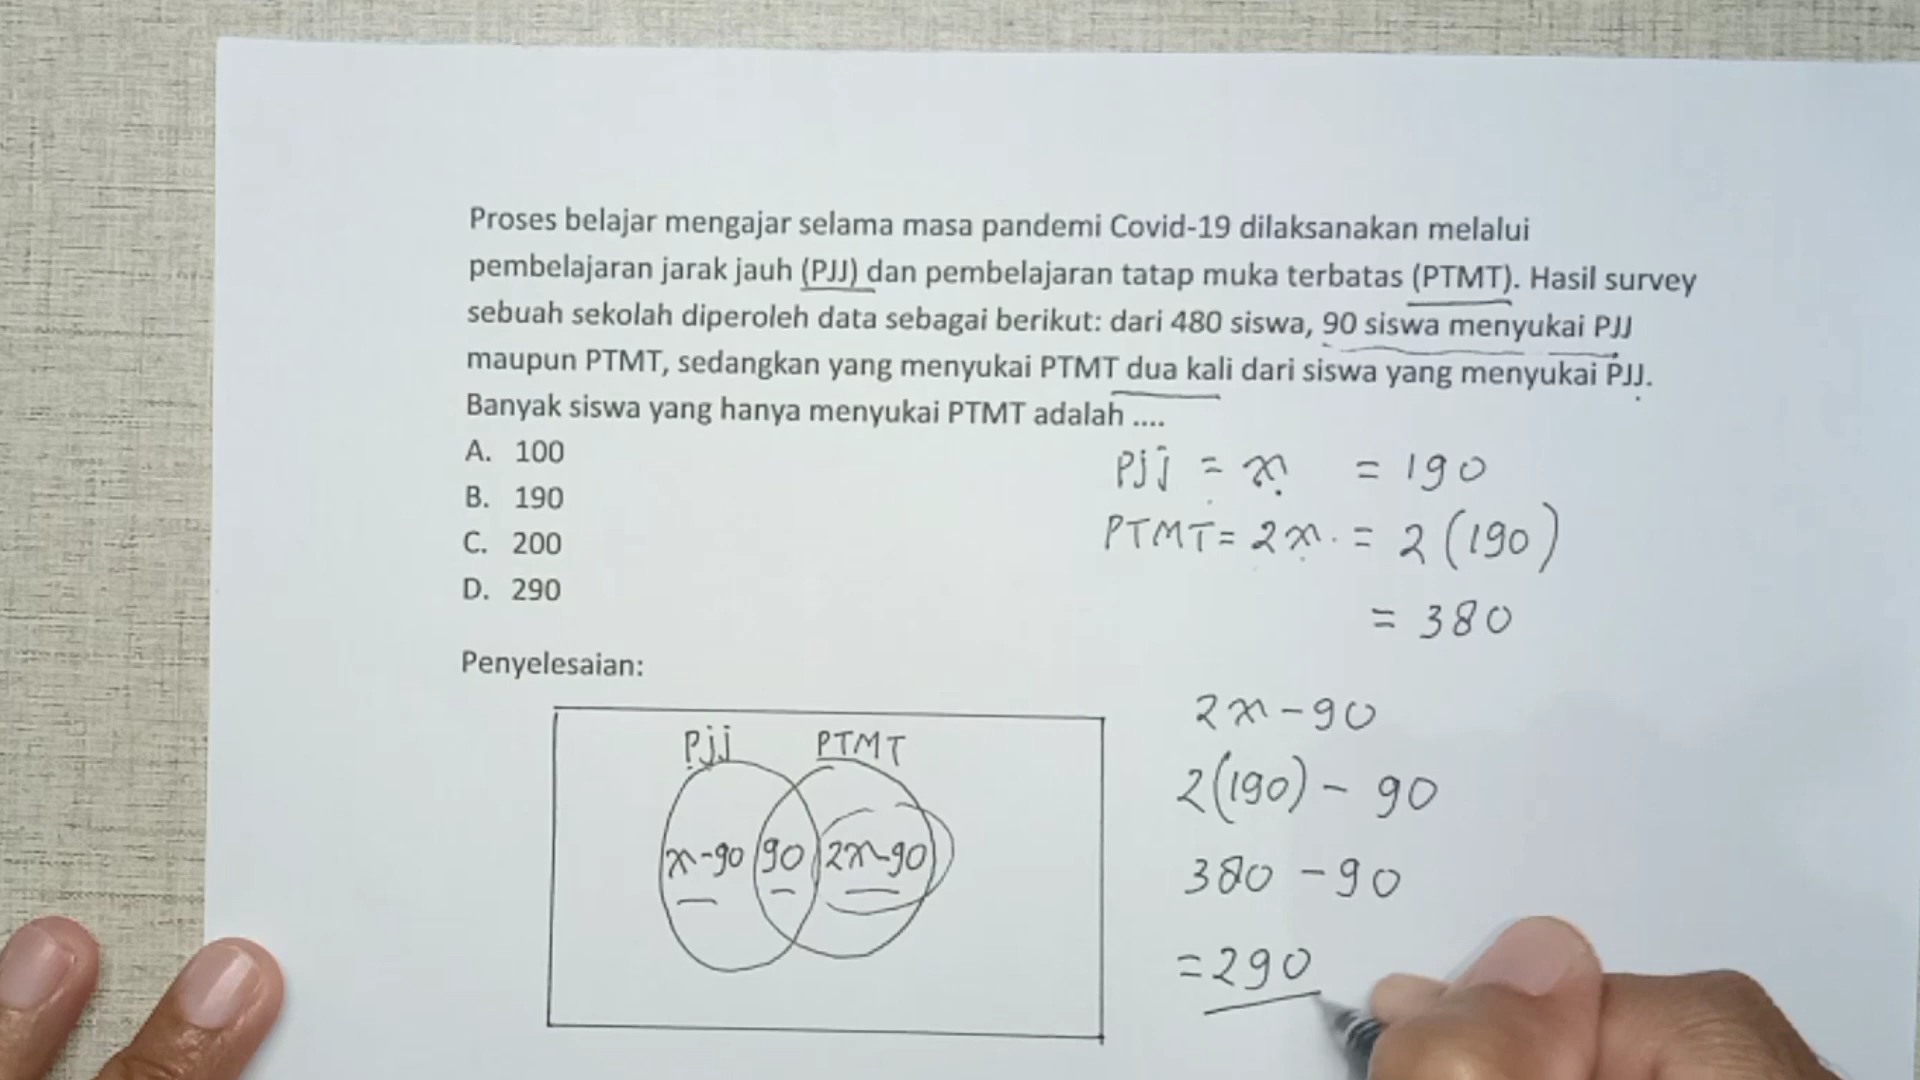 Proses belajar mengajar selama masa pandemi Covid-19 dilaksanakan melalui
pembelajaran jarak jauh (PJJ) dan pembelajaran tatap muka terbatas (PTMT). Hasil survey
sebuah sekolah diperoleh data sebagai berikut: dari 480 siswa, 90 siswa menyukai PJJ
maupun PTMT, sedangkan yang menyukai PTMT dua kali dari siswa yang menyukai PJJ.
Banyak siswa yang hanya menyukai PTMT adalah ....
A. 100
B. 190
C. 200
D. 290
Pjj = x = 190
PTMT = 2x = 2(190)
= 380
Penyelesaian:
Pjj PTMT
x-90 90 2x-90
2x-90
2(190) - 90
380 - 90
= 290